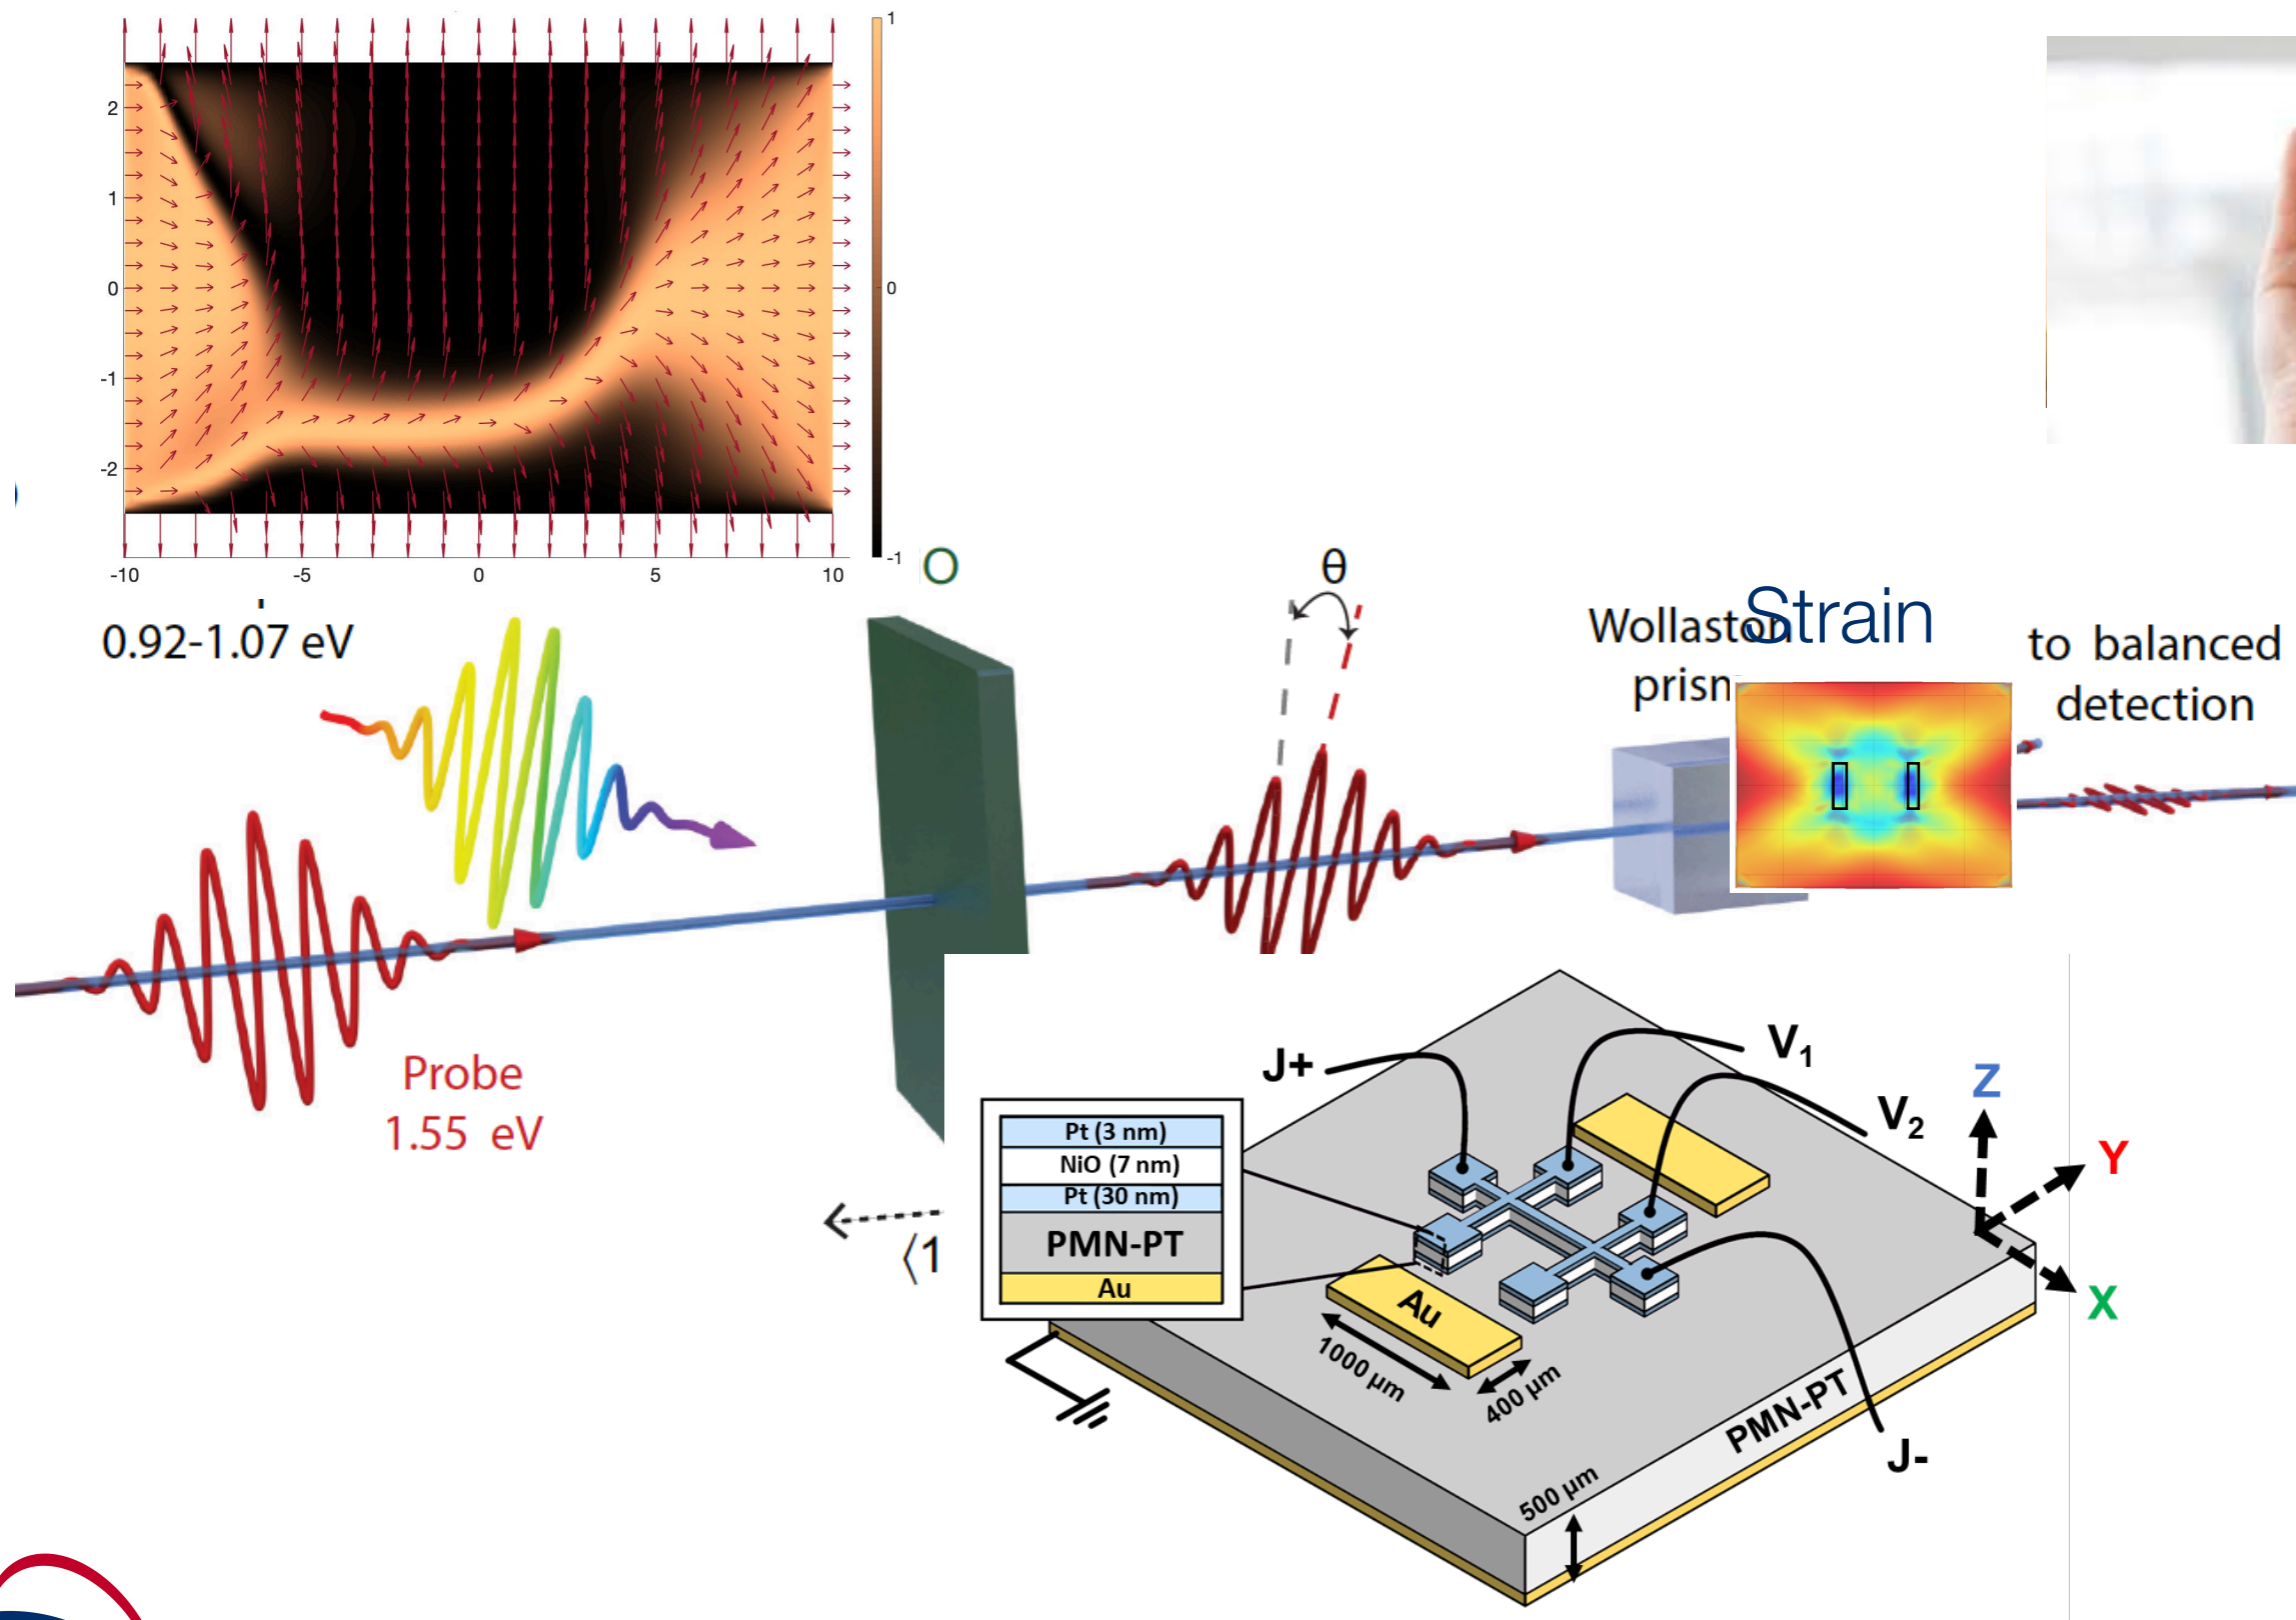 1
2
1
0
0
-1
-2
-1
-10
-5
0
5
10
O
θ
0.92-1.07 eV
Wollaston
Strain
to balanced
detection
Probe
1.55 eV
J+
V1
V2
Z
Y
X
Pt (3 nm)
NiO (7 nm)
Pt (30 nm)
PMN-PT
Au
⟨1
Au
1000 µm
400 µm
PMN-PT
J-
500 µm